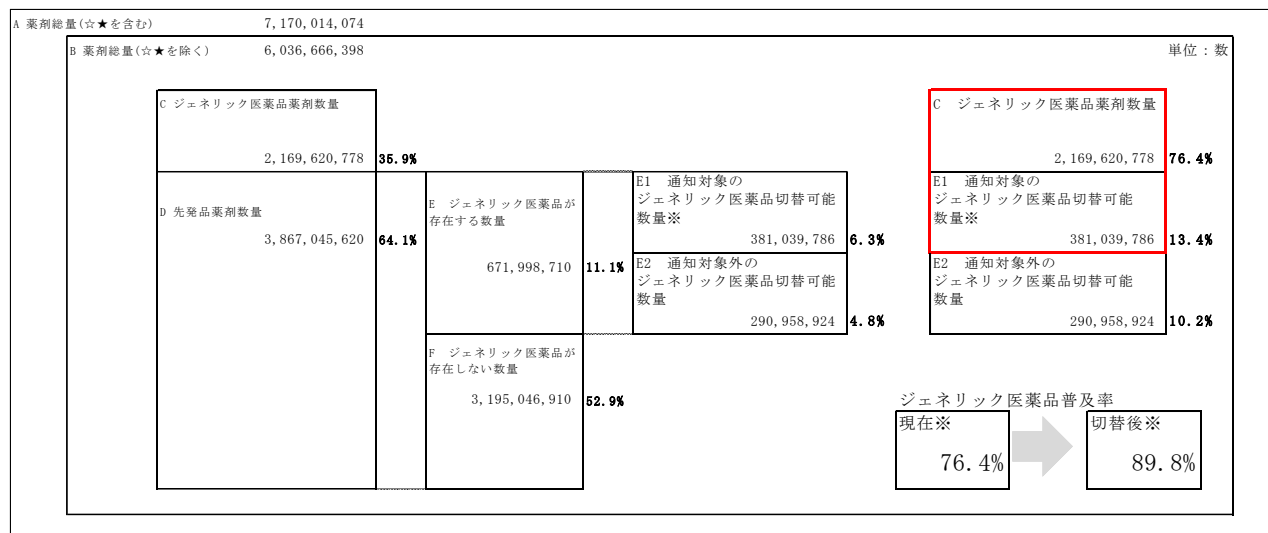 A 薬剤総量(☆★を含む) 7,170,014,074
B 薬剤総量(☆★を除く) 6,036,666,398
単位：数
C ジェネリック医薬品薬剤数量
2,169,620,778 35.9%
D 先発品薬剤数量
3,867,045,620 64.1%
E ジェネリック医薬品が
存在する数量
671,998,710 11.1%
F ジェネリック医薬品が
存在しない数量
3,195,046,910 52.9%
E1 通知対象の
ジェネリック医薬品切替可能
数量※
381,039,786 6.3%
E2 通知対象外の
ジェネリック医薬品切替可能
数量
290,958,924 4.8%
C ジェネリック医薬品薬剤数量
2,169,620,778 76.4%
E1 通知対象の
ジェネリック医薬品切替可能
数量※
381,039,786 13.4%
E2 通知対象外の
ジェネリック医薬品切替可能
数量
290,958,924 10.2%
ジェネリック医薬品普及率
現在※
76.4%
切替後※
89.8%